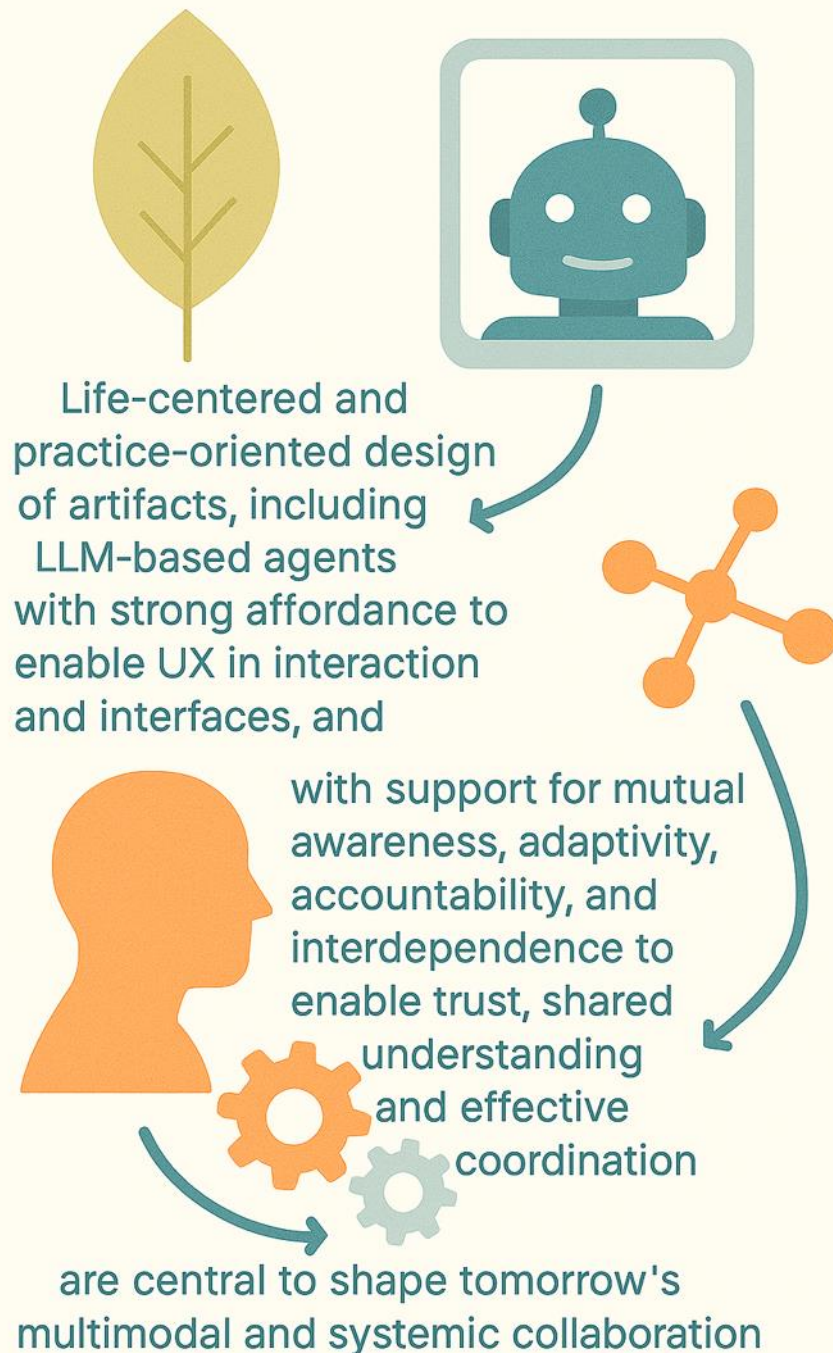 Life-centered and
practice-oriented design
of artifacts, including
LLM-based agents
with strong affordance to
enable UX in interaction
and interfaces, and
with support for mutual
awareness, adaptivity,
accountability, and
interdependence to
enable trust, shared
understanding
and effective
coordination
are central to shape tomorrow's
multimodal and systemic collaboration